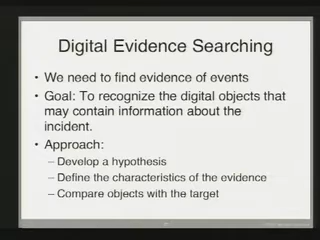 Digital Evidence Searching
• We need to find evidence of events
• Goal: To recognize the digital objects that
may contain information about the
incident.
• Approach:
– Develop a hypothesis
– Define the characteristics of the evidence
– Compare objects with the target